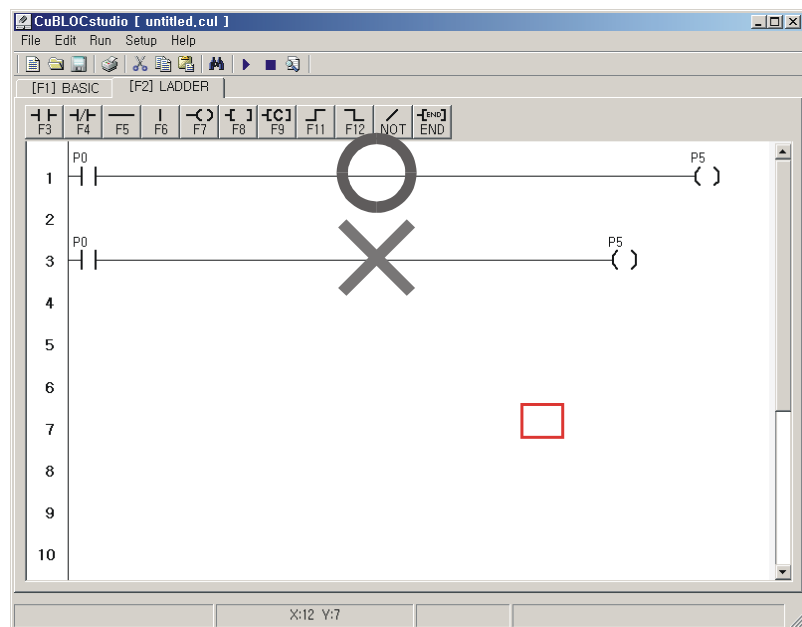 CuBLOCstudio [ untitled,cul ]
File Edit Run Setup Help
[F1] BASIC [F2] LADDER
F3 F4 F5 F6 F7 F8 [C] F9 F11 F12 NOT [END] END
P0 P5
1
2
P0 P5
3
4
5
6
7
8
9
10
X:12 Y:7